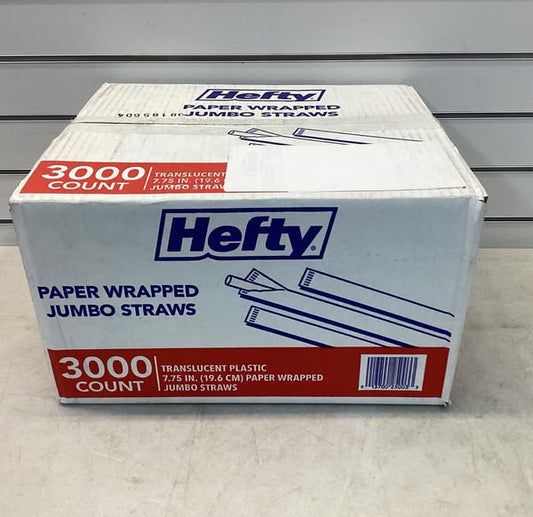 Hefty
PAPER WRAPPED
JUMBO STRAWS
3000
COUNT
TRANSLUCENT
7.75 IN. (19.6
JUMBO STRAWS
Hefty
PAPER WRAPPED
JUMBO STRAWS
3000
COUNT
TRANSLUCENT PLASTIC
7.75 IN. (19.6 CM) PAPER WRAPPED
JUMBO STRAWS